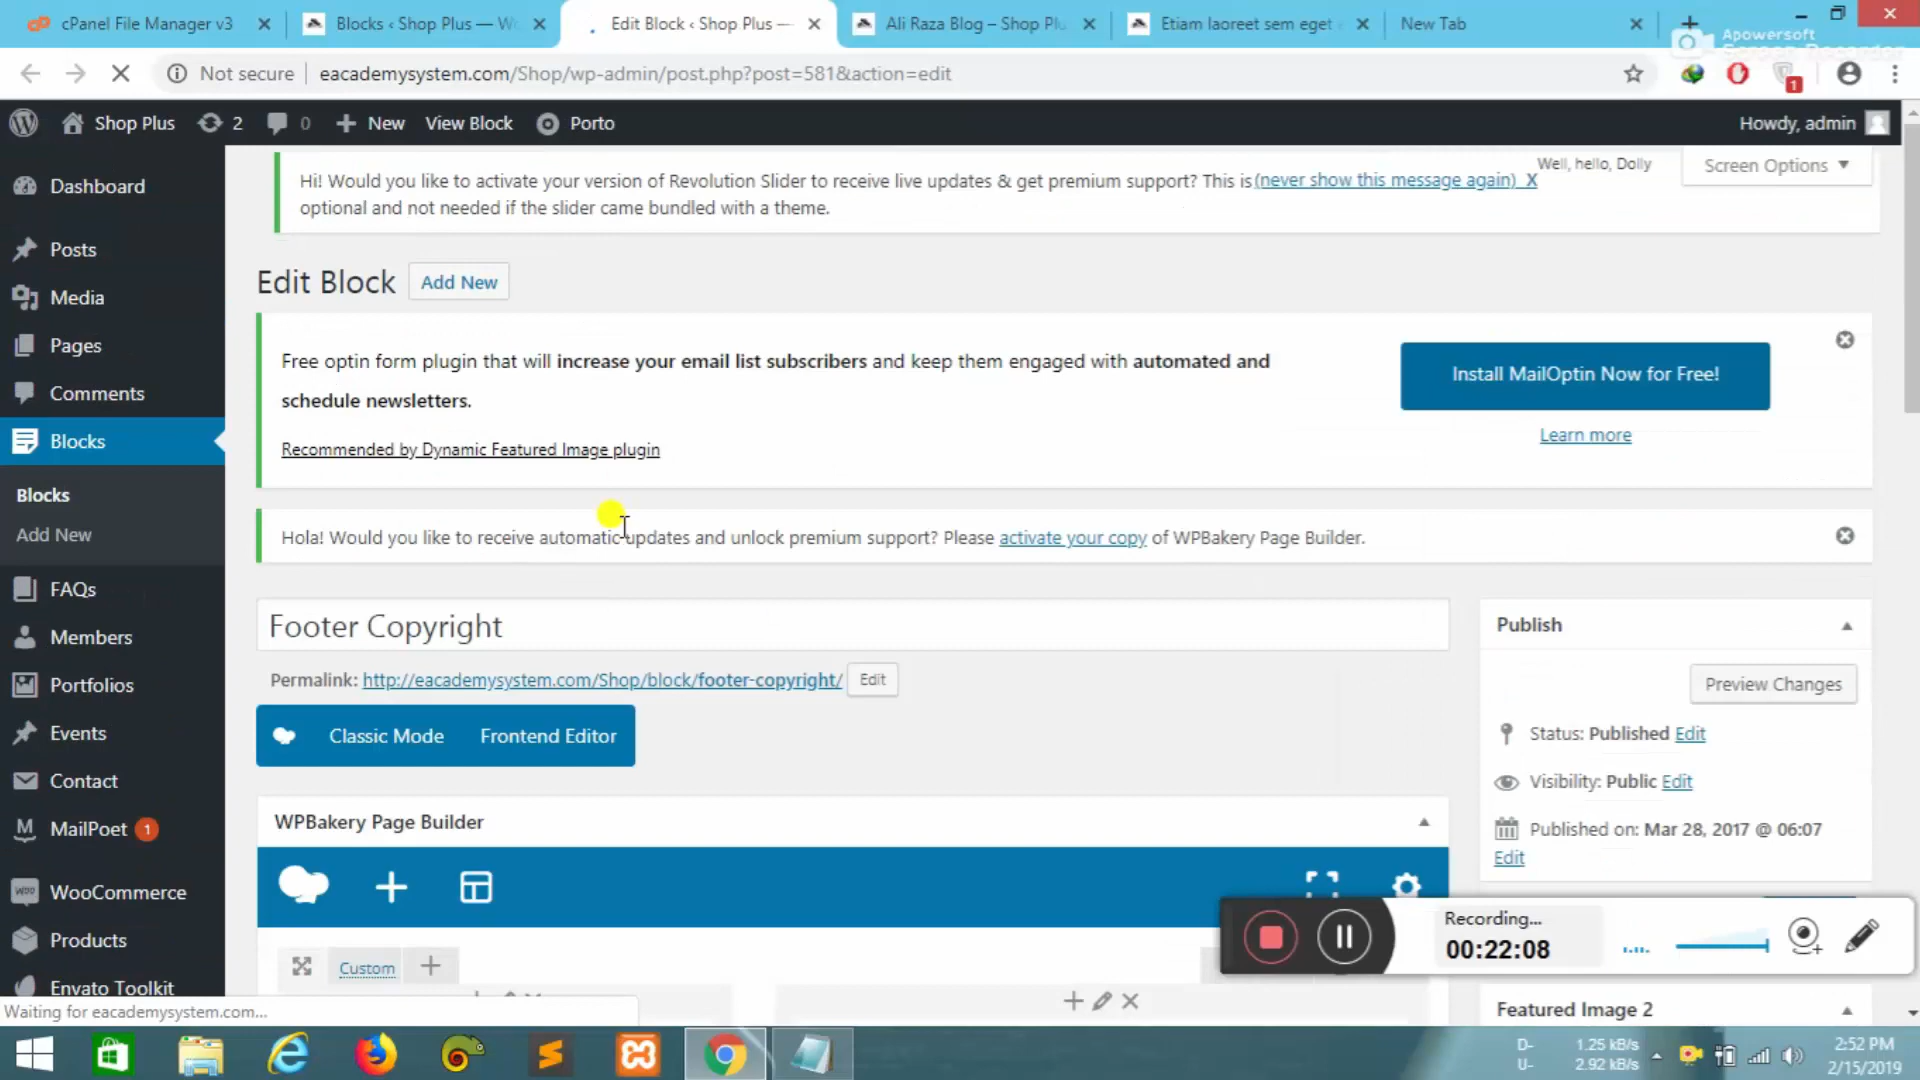 cPanel File Manager v3
Blocks ‹ Shop Plus — Wo
Edit Block ‹ Shop Plus —
Ali Raza Blog – Shop Plu
Etiam laoreet sem eget
New Tab
Apowersoft
Screen Recorder
Not secure
eacademysystem.com/Shop/wp-admin/post.php?post=581&action=edit
1
Shop Plus
2
0
New
View Block
Porto
Howdy, admin
Dashboard
Posts
Media
Pages
Comments
Blocks
Blocks
Add New
FAQs
Members
Portfolios
Events
Contact
MailPoet 1
WooCommerce
Products
Envato Toolkit
Well, hello, Dolly
Screen Options
Hi! Would you like to activate your version of Revolution Slider to receive live updates & get premium support? This is (never show this message again) X
optional and not needed if the slider came bundled with a theme.
Edit Block
Add New
Free optin form plugin that will increase your email list subscribers and keep them engaged with automated and
schedule newsletters.
Recommended by Dynamic Featured Image plugin
Install MailOptin Now for Free!
Learn more
Hola! Would you like to receive automatic updates and unlock premium support? Please activate your copy of WPBakery Page Builder.
Footer Copyright
Permalink: http://eacademysystem.com/Shop/block/footer-copyright/ Edit
Classic Mode
Frontend Editor
WPBakery Page Builder
Custom
Publish
Preview Changes
Status: Published Edit
Visibility: Public Edit
Published on: Mar 28, 2017 @ 06:07
Edit
Featured Image 2
Recording...
00:22:08
Waiting for eacademysystem.com...
D- 1.25 kB/s
U- 2.92 kB/s
2:52 PM
2/15/2019